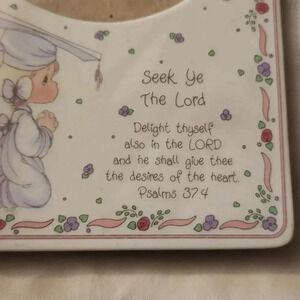 Seek Ye
The Lord
Delight thyself
also in the LORD
and he shall give thee
the desires of the heart.
Psalms 37:4